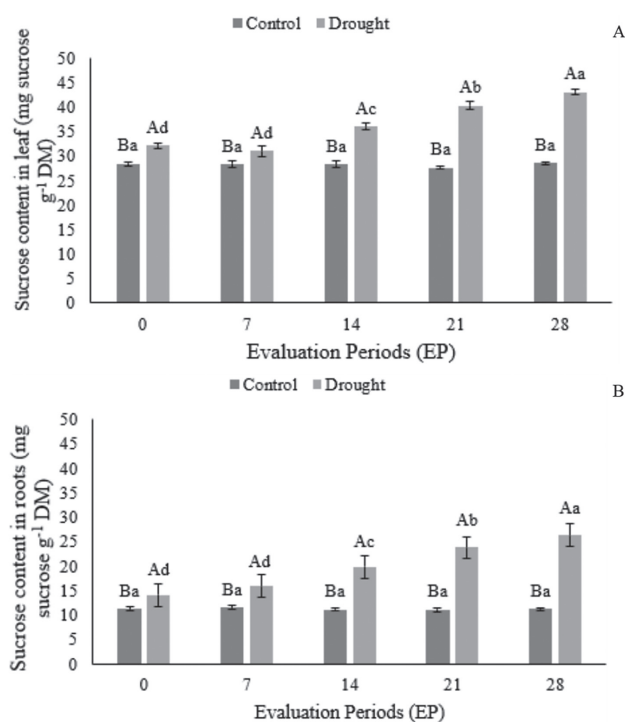 Control Drought
A
Sucrose content in leaf (mg sucrose
g-1 DM)
50
45
40
35
30
25
20
15
10
5
0
Ba Ad Ba Ad Ba Ac Ba Ab Ba Aa
0 7 14 21 28
Evaluation Periods (EP)
Control Drought
B
Sucrose content in roots (mg
sucrose g-1 DM)
50
45
40
35
30
25
20
15
10
5
0
Ba Ad Ba Ad Ba Ac Ba Ab Ba Aa
0 7 14 21 28
Evaluation Periods (EP)